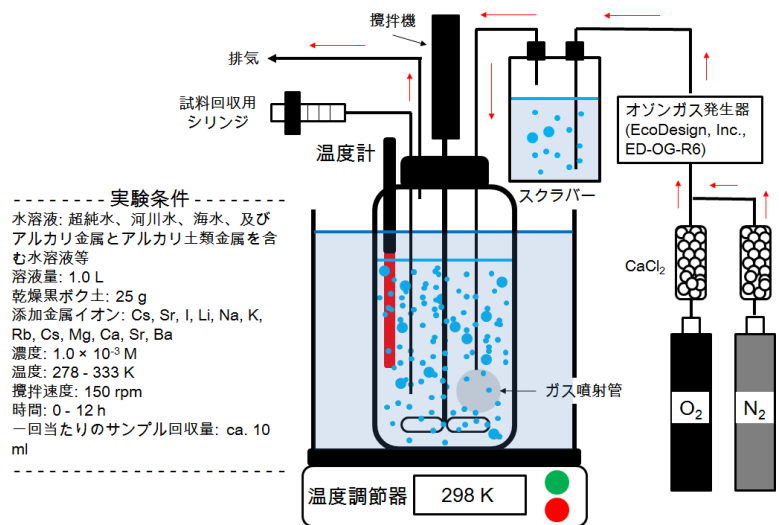 攪拌機
排気
試料回収用
シリンジ
温度計
スクラバー
オゾンガス発生器
(EcoDesign, Inc.,
ED-OG-R6)
CaCl₂
O₂
N₂
ガス噴射管
温度調節器
298 K
- - - - - - - - 実験条件 - - - - - - - -
水溶液: 超純水、河川水、海水、及び
アルカリ金属とアルカリ土類金属を含
む水溶液等
溶液量: 1.0 L
乾燥黒ボク土: 25 g
添加金属イオン: Cs, Sr, I, Li, Na, K,
Rb, Cs, Mg, Ca, Sr, Ba
濃度: 1.0 × 10⁻³ M
温度: 278 - 333 K
攪拌速度: 150 rpm
時間: 0 - 12 h
一回当たりのサンプル回収量: ca. 10
ml